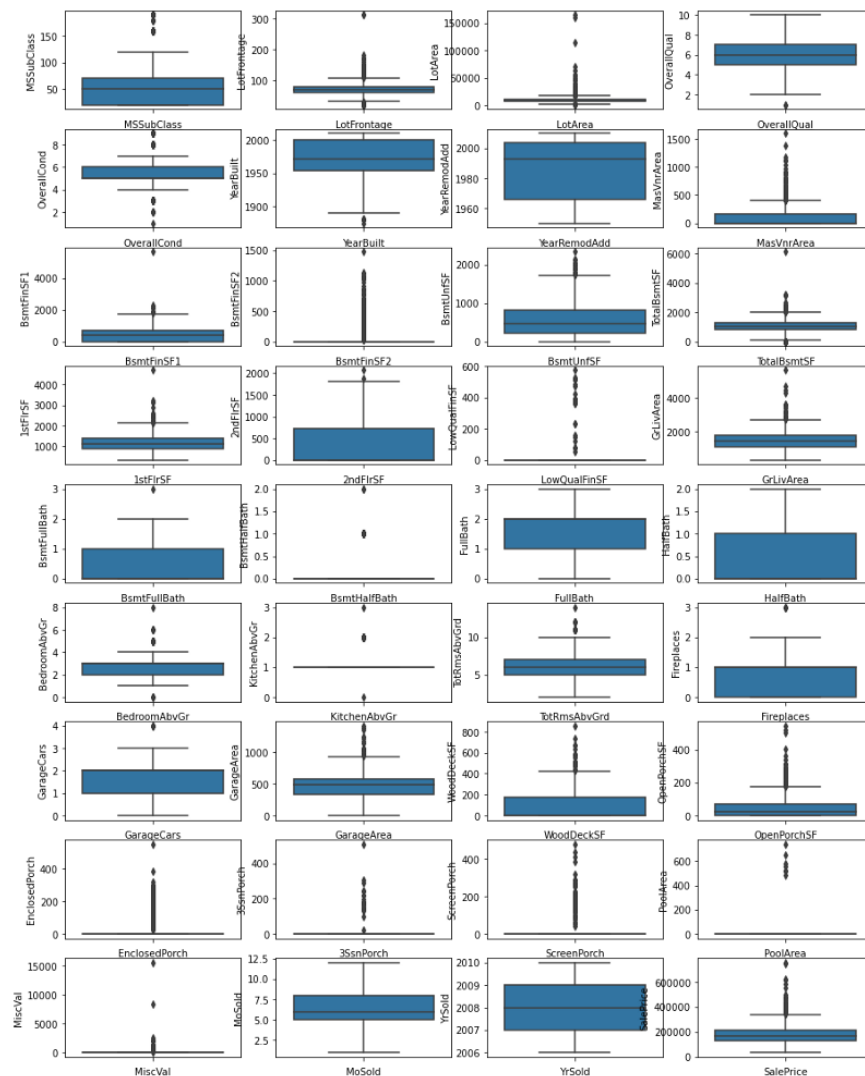 MSSubClass
150
100
50
MSSubClass
LotFrontage
300
200
100
LotFrontage
LotArea
150000
100000
50000
0
LotArea
OverallQual
10
8
6
4
2
OverallQual
OverallCond
8
6
4
2
OverallCond
YearBuilt
2000
1950
1900
YearBuilt
YearRemodAdd
2000
1980
1960
YearRemodAdd
MasVnrArea
1500
1000
500
0
MasVnrArea
BsmtFinSF1
4000
2000
0
BsmtFinSF1
BsmtFinSF2
1500
1000
500
0
BsmtFinSF2
BsmtUnfSF
2000
1000
0
BsmtUnfSF
TotalBsmtSF
6000
4000
2000
0
TotalBsmtSF
1stFlrSF
4000
3000
2000
1000
1stFlrSF
2ndFlrSF
2000
1500
1000
500
0
2ndFlrSF
LowQualFinSF
600
400
200
0
LowQualFinSF
GrLivArea
4000
2000
GrLivArea
BsmtFullBath
3
2
1
0
BsmtFullBath
BsmtHalfBath
2.0
1.5
1.0
0.5
0.0
BsmtHalfBath
FullBath
3
2
1
0
FullBath
HalfBath
2.0
1.5
1.0
0.5
0.0
HalfBath
BedroomAbvGr
8
6
4
2
0
BedroomAbvGr
KitchenAbvGr
3
2
1
0
KitchenAbvGr
TotRmsAbvGrd
10
5
TotRmsAbvGrd
Fireplaces
3
2
1
0
Fireplaces
GarageCars
4
3
2
1
0
GarageCars
GarageArea
1000
500
0
GarageArea
WoodDeckSF
800
600
400
200
0
WoodDeckSF
OpenPorchSF
400
200
0
OpenPorchSF
EnclosedPorch
400
200
0
EnclosedPorch
3SsnPorch
400
200
0
3SsnPorch
ScreenPorch
400
200
0
ScreenPorch
PoolArea
600
400
200
0
PoolArea
MiscVal
15000
10000
5000
0
MiscVal
MoSold
12.5
10.0
7.5
5.0
2.5
MoSold
YrSold
2010
2009
2008
2007
2006
YrSold
SalePrice
600000
400000
200000
0
SalePrice